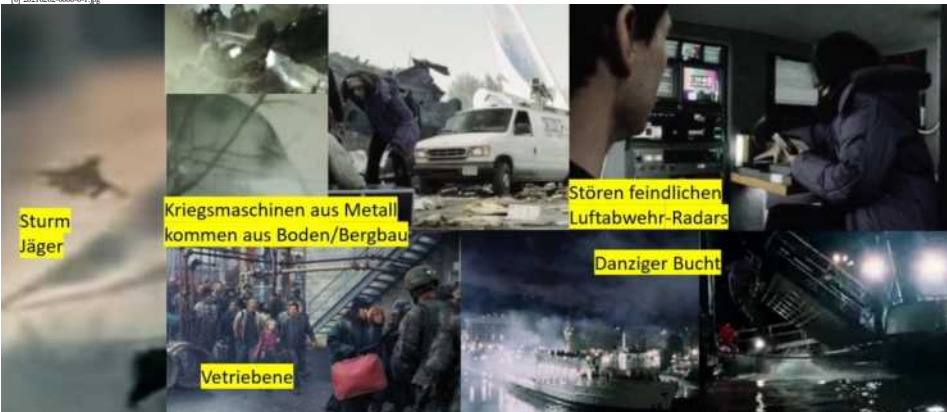 Sturm
Jäger
Kriegsmaschinen aus Metall
kommen aus Boden/Bergbau
Stören feindlichen
Luftabwehr-Radars
Danziger Bucht
Vetriebene